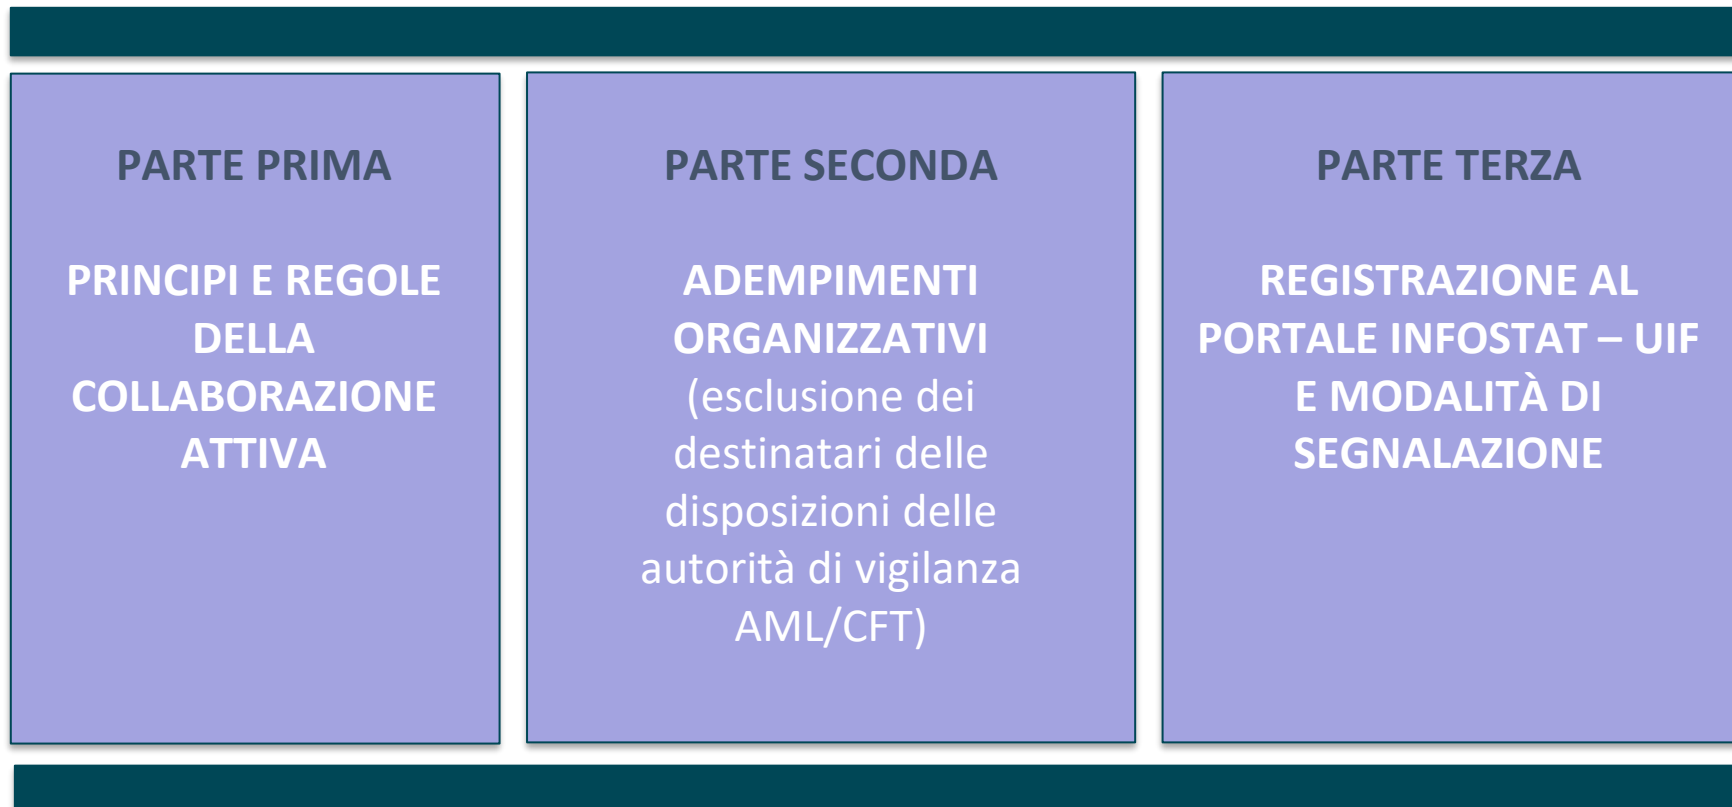 PARTE PRIMA
PRINCIPI E REGOLE
DELLA
COLLABORAZIONE
ATTIVA
PARTE SECONDA
ADEMPIMENTI
ORGANIZZATIVI
(esclusione dei
destinatari delle
disposizioni delle
autorità di vigilanza
AML/CFT)
PARTE TERZA
REGISTRAZIONE AL
PORTALE INFOSTAT – UIF
E MODALITÀ DI
SEGNALAZIONE